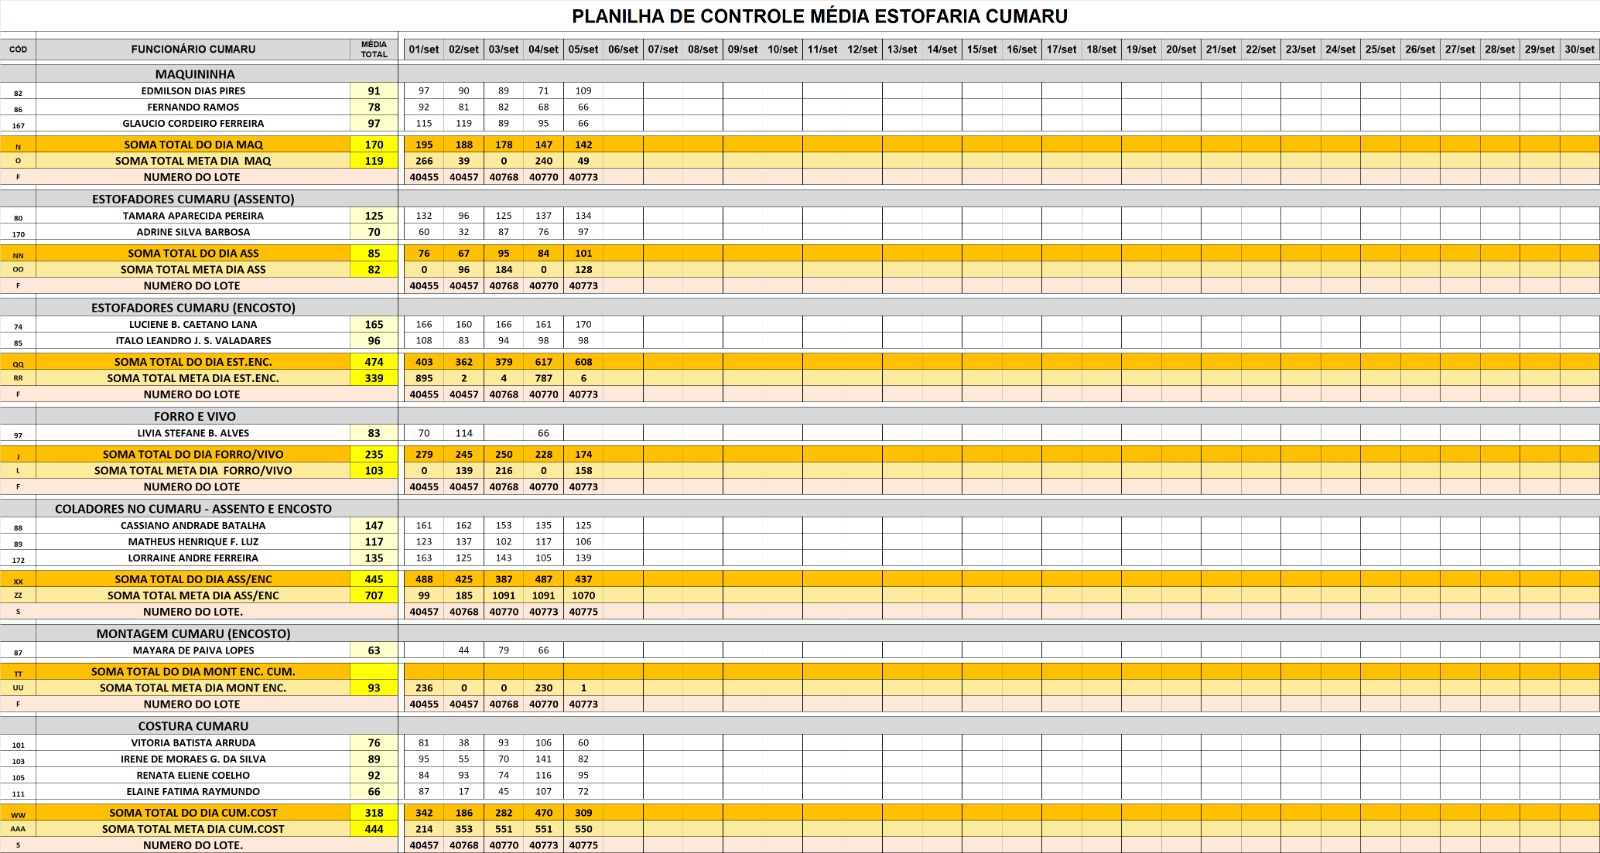 PLANILHA DE CONTROLE MÉDIA ESTOFARIA CUMARU
CÓD FUNCIONÁRIO CUMARU MÉDIA TOTAL 01/set 02/set 03/set 04/set 05/set 06/set 07/set 08/set 09/set 10/set 11/set 12/set 13/set 14/set 15/set 16/set 17/set 18/set 19/set 20/set 21/set 22/set 23/set 24/set 25/set 26/set 27/set 28/set 29/set 30/set
MAQUININHA
82 EDMILSON DIAS PIRES 91 97 90 89 71 109
86 FERNANDO RAMOS 78 92 81 82 68 66
167 GLAUCIO CORDEIRO FERREIRA 97 115 119 89 95 66
N SOMA TOTAL DO DIA MAQ 170 195 188 178 147 142
O SOMA TOTAL META DIA MAQ 119 266 39 0 240 49
F NUMERO DO LOTE 40455 40457 40768 40770 40773
ESTOFADORES CUMARU (ASSENTO)
80 TAMARA APARECIDA PEREIRA 125 132 96 125 137 134
170 ADRINE SILVA BARBOSA 70 60 32 87 76 97
NN SOMA TOTAL DO DIA ASS 85 76 67 95 84 101
OO SOMA TOTAL META DIA ASS 82 0 96 184 0 128
F NUMERO DO LOTE 40455 40457 40768 40770 40773
ESTOFADORES CUMARU (ENCOSTO)
74 LUCIENE B. CAETANO LANA 165 166 160 166 161 170
85 ITALO LEANDRO J. S. VALADARES 96 108 83 94 98 98
QQ SOMA TOTAL DO DIA EST.ENC. 474 403 362 379 617 608
RR SOMA TOTAL META DIA EST.ENC. 339 895 2 4 787 6
F NUMERO DO LOTE 40455 40457 40768 40770 40773
FORRO E VIVO
97 LIVIA STEFANE B. ALVES 83 70 114 66
J SOMA TOTAL DO DIA FORRO/VIVO 235 279 245 250 228 174
L SOMA TOTAL META DIA FORRO/VIVO 103 0 139 216 0 158
F NUMERO DO LOTE 40455 40457 40768 40770 40773
COLADORES NO CUMARU - ASSENTO E ENCOSTO
88 CASSIANO ANDRADE BATALHA 147 161 162 153 135 125
89 MATHEUS HENRIQUE F. LUZ 117 123 137 102 117 106
172 LORRAINE ANDRE FERREIRA 135 163 125 143 105 139
XX SOMA TOTAL DO DIA ASS/ENC 445 488 425 387 487 437
ZZ SOMA TOTAL META DIA ASS/ENC 707 99 185 1091 1091 1070
S NUMERO DO LOTE. 40457 40768 40770 40773 40775
MONTAGEM CUMARU (ENCOSTO)
87 MAYARA DE PAIVA LOPES 63 44 79 66
TT SOMA TOTAL DO DIA MONT ENC. CUM.
UU SOMA TOTAL META DIA MONT ENC. 93 236 0 0 230 1
F NUMERO DO LOTE 40455 40457 40768 40770 40773
COSTURA CUMARU
101 VITORIA BATISTA ARRUDA 76 81 38 93 106 60
103 IRENE DE MORAES G. DA SILVA 89 95 55 70 141 82
105 RENATA ELIENE COELHO 92 84 93 74 116 95
111 ELAINE FATIMA RAYMUNDO 66 87 17 45 107 72
WW SOMA TOTAL DO DIA CUM.COST 318 342 186 282 470 309
AAA SOMA TOTAL META DIA CUM.COST 444 214 353 551 551 550
S NUMERO DO LOTE. 40457 40768 40770 40773 40775